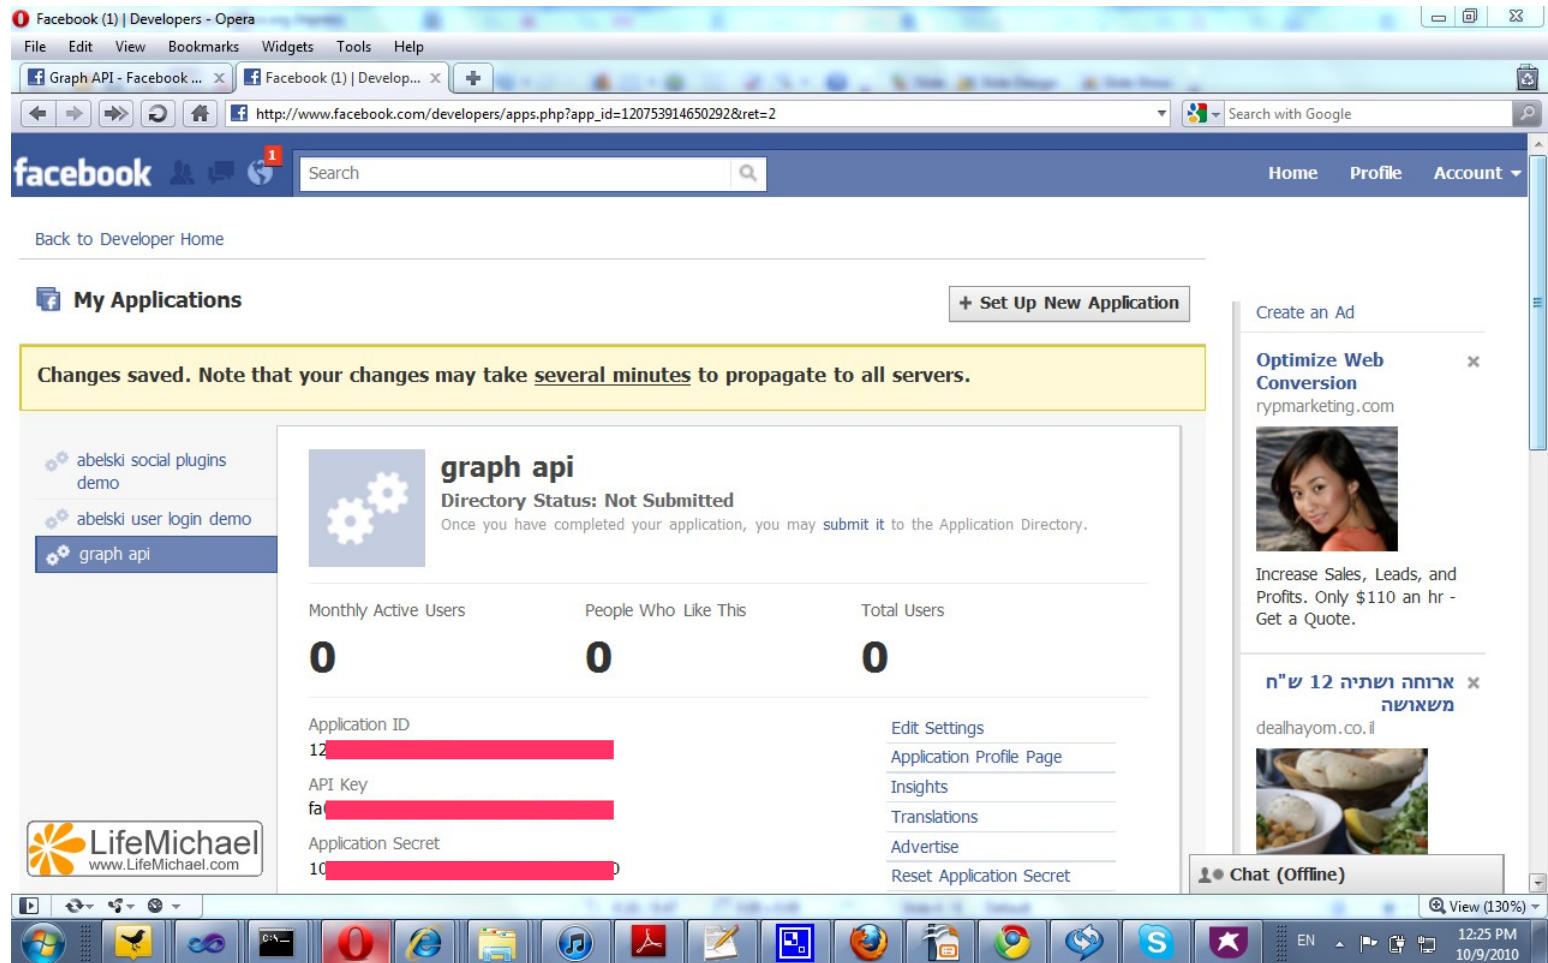 Facebook (1) | Developers - Opera
File Edit View Bookmarks Widgets Tools Help
Graph API - Facebook ... Facebook (1) | Develop...
http://www.facebook.com/developers/apps.php?app_id=120753914650292&ret=2
Search with Google
facebook
1
Search
Home Profile Account
Back to Developer Home
My Applications
+ Set Up New Application
Changes saved. Note that your changes may take several minutes to propagate to all servers.
abelski social plugins
demo
abelski user login demo
graph api
graph api
Directory Status: Not Submitted
Once you have completed your application, you may submit it to the Application Directory.
Monthly Active Users People Who Like This Total Users
0 0 0
Application ID
12
API Key
fa
Application Secret
10
Edit Settings
Application Profile Page
Insights
Translations
Advertise
Reset Application Secret
Create an Ad
Optimize Web
Conversion
rypmarketing.com
Increase Sales, Leads, and
Profits. Only $110 an hr -
Get a Quote.
ארוחה ושתיה 12 ש"ח
משאושה
dealhayom.co.il
Chat (Offline)
LifeMichael
www.LifeMichael.com
View (130%)
EN
12:25 PM
10/9/2010